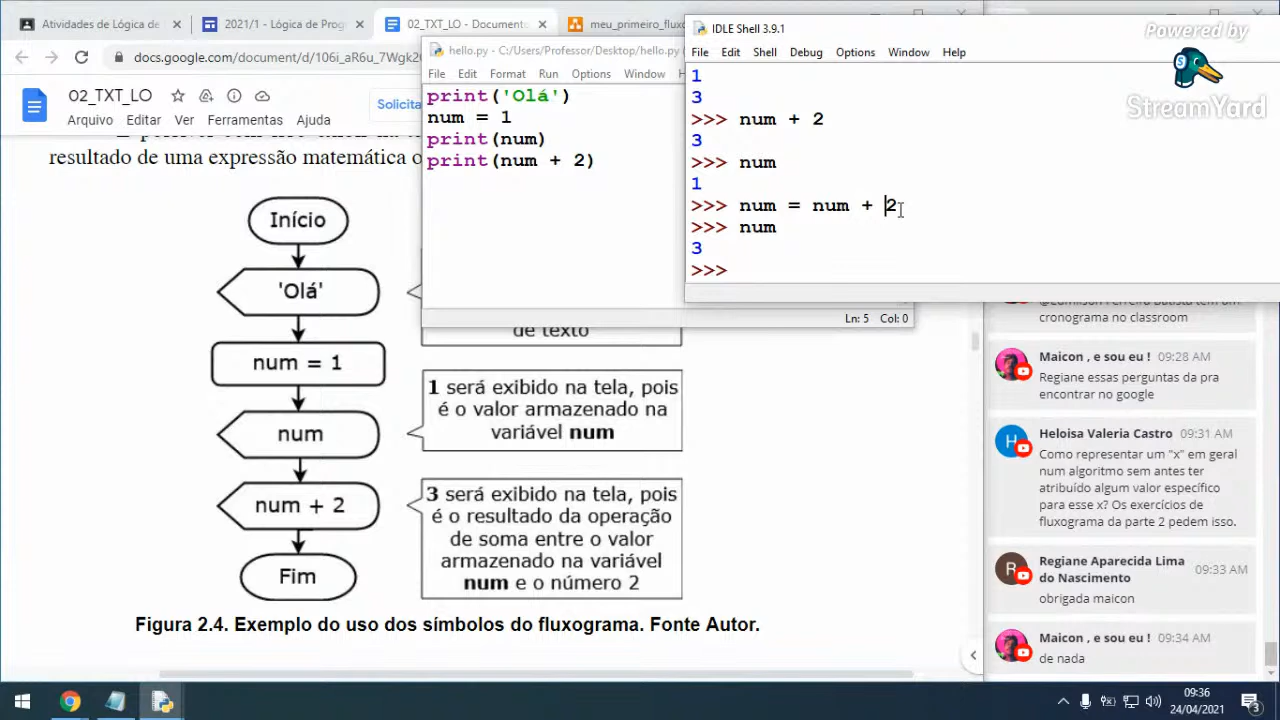 Atividades de Lógica de
2021/1 - Lógica de Progra
02_TXT_LO - Documento
meu_primeiro_fluxo
docs.google.com/document/d/106i_aR6u_7Wgk2
02_TXT_LO
Arquivo Editar Ver Ferramentas Ajuda
Solicita
resultado de uma expressão matemática o
Início
'Olá'
num = 1
num
num + 2
Fim
de texto
1 será exibido na tela, pois
é o valor armazenado na
variável num
3 será exibido na tela, pois
é o resultado da operação
de soma entre o valor
armazenado na variável
num e o número 2
Figura 2.4. Exemplo do uso dos símbolos do fluxograma. Fonte Autor.
hello.py - C:/Users/Professor/Desktop/hello.py (
File Edit Format Run Options Window H
print('Olá')
num = 1
print(num)
print(num + 2)
Ln: 5 Col: 0
IDLE Shell 3.9.1
File Edit Shell Debug Options Window Help
1
3
>>> num + 2
3
>>> num
1
>>> num = num + 2
>>> num
3
>>>
Powered by
StreamYard
@Edmilson Ferreira Batista tem um
cronograma no classroom
Maicon , e sou eu ! 09:28 AM
Regiane essas perguntas da pra
encontrar no google
H
Heloisa Valeria Castro 09:31 AM
Como representar um "x" em geral
num algoritmo sem antes ter
atribuído algum valor específico
para esse x? Os exercícios de
fluxograma da parte 2 pedem isso.
R
Regiane Aparecida Lima
do Nascimento 09:33 AM
obrigada maicon
Maicon , e sou eu ! 09:34 AM
de nada
09:36
24/04/2021
3